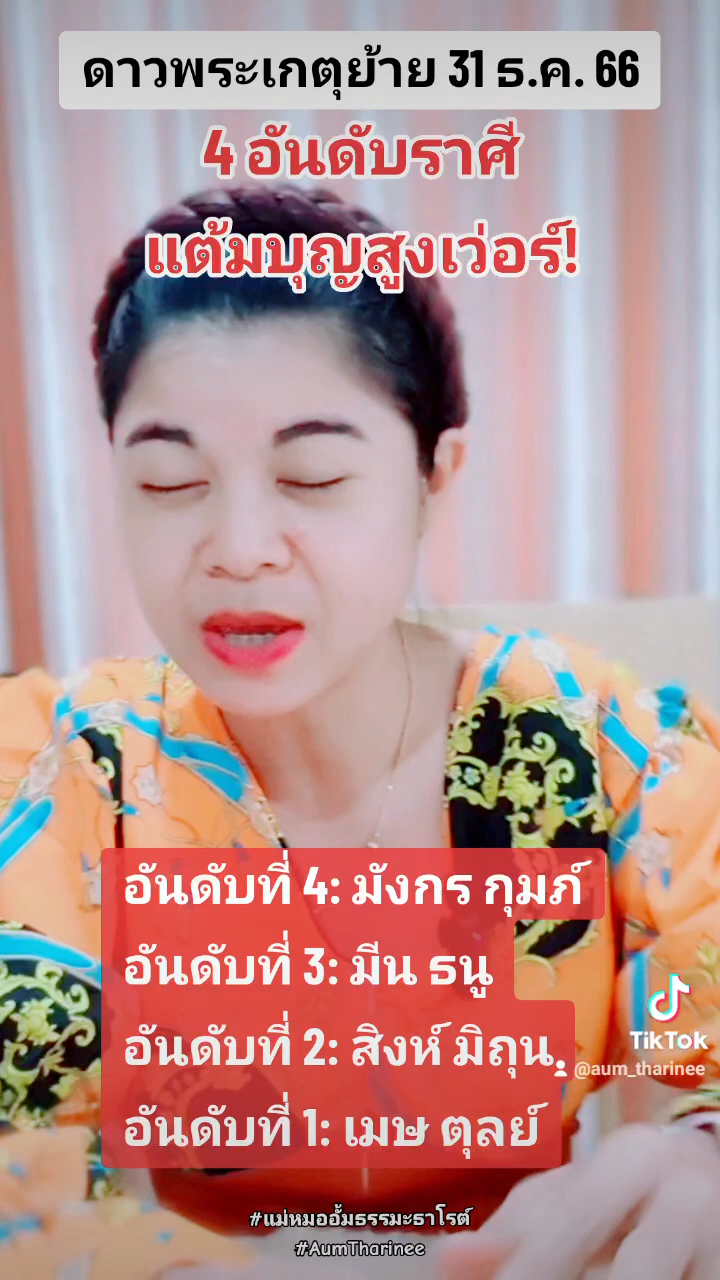 ดาวพระเกตุย้าย 31 ธ.ค. 66
4 อันดับราศี
แต้มบุญสูงเว่อร์!
อันดับที่ 4: มังกร กุมภ์
อันดับที่ 3: มีน ธนู
อันดับที่ 2: สิงห์ มิถุน
อันดับที่ 1: เมษ ตุลย์
TikTok
@aum_tharinee
#แม่หมออั้มธรรมะธาโรต์
#AumTharinee